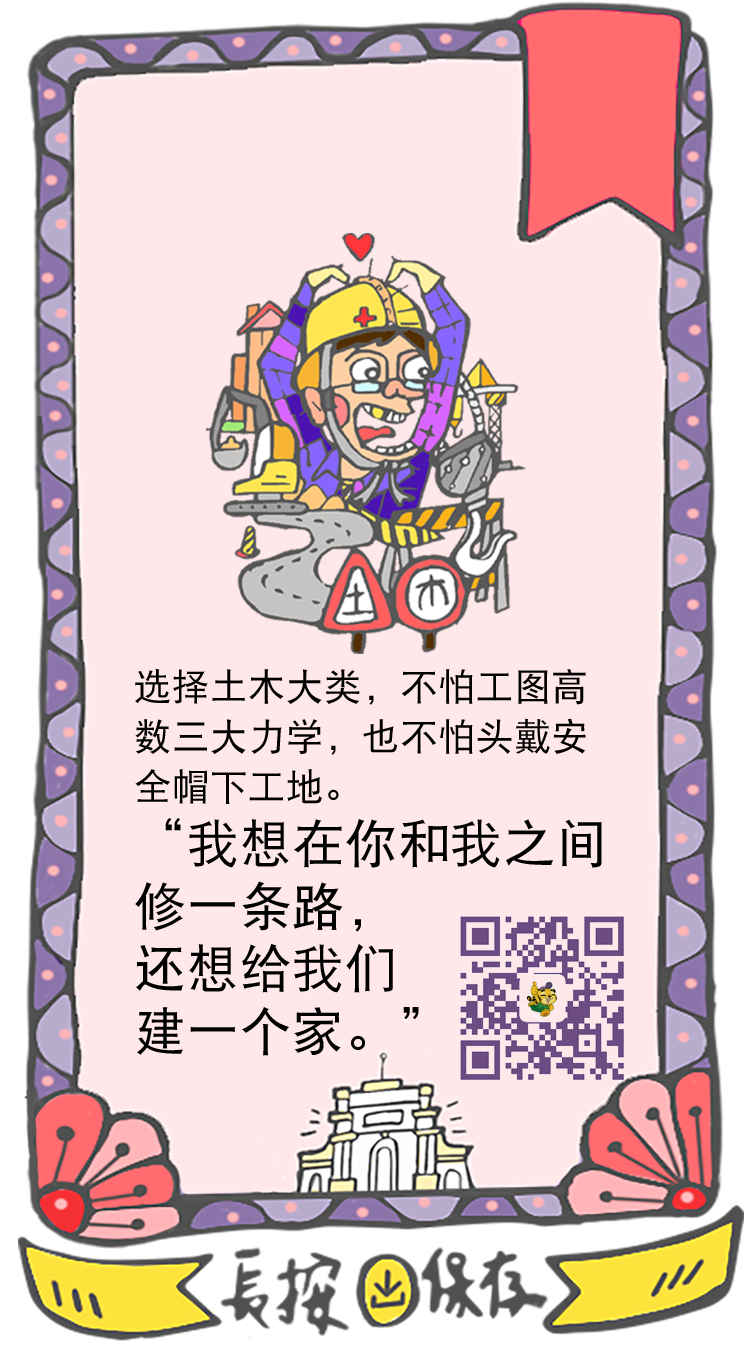 土 木
选择土木大类，不怕工图高
数三大力学，也不怕头戴安
全帽下工地。
“我想在你和我之间
修一条路，
还想给我们
建一个家。”
長按 保存